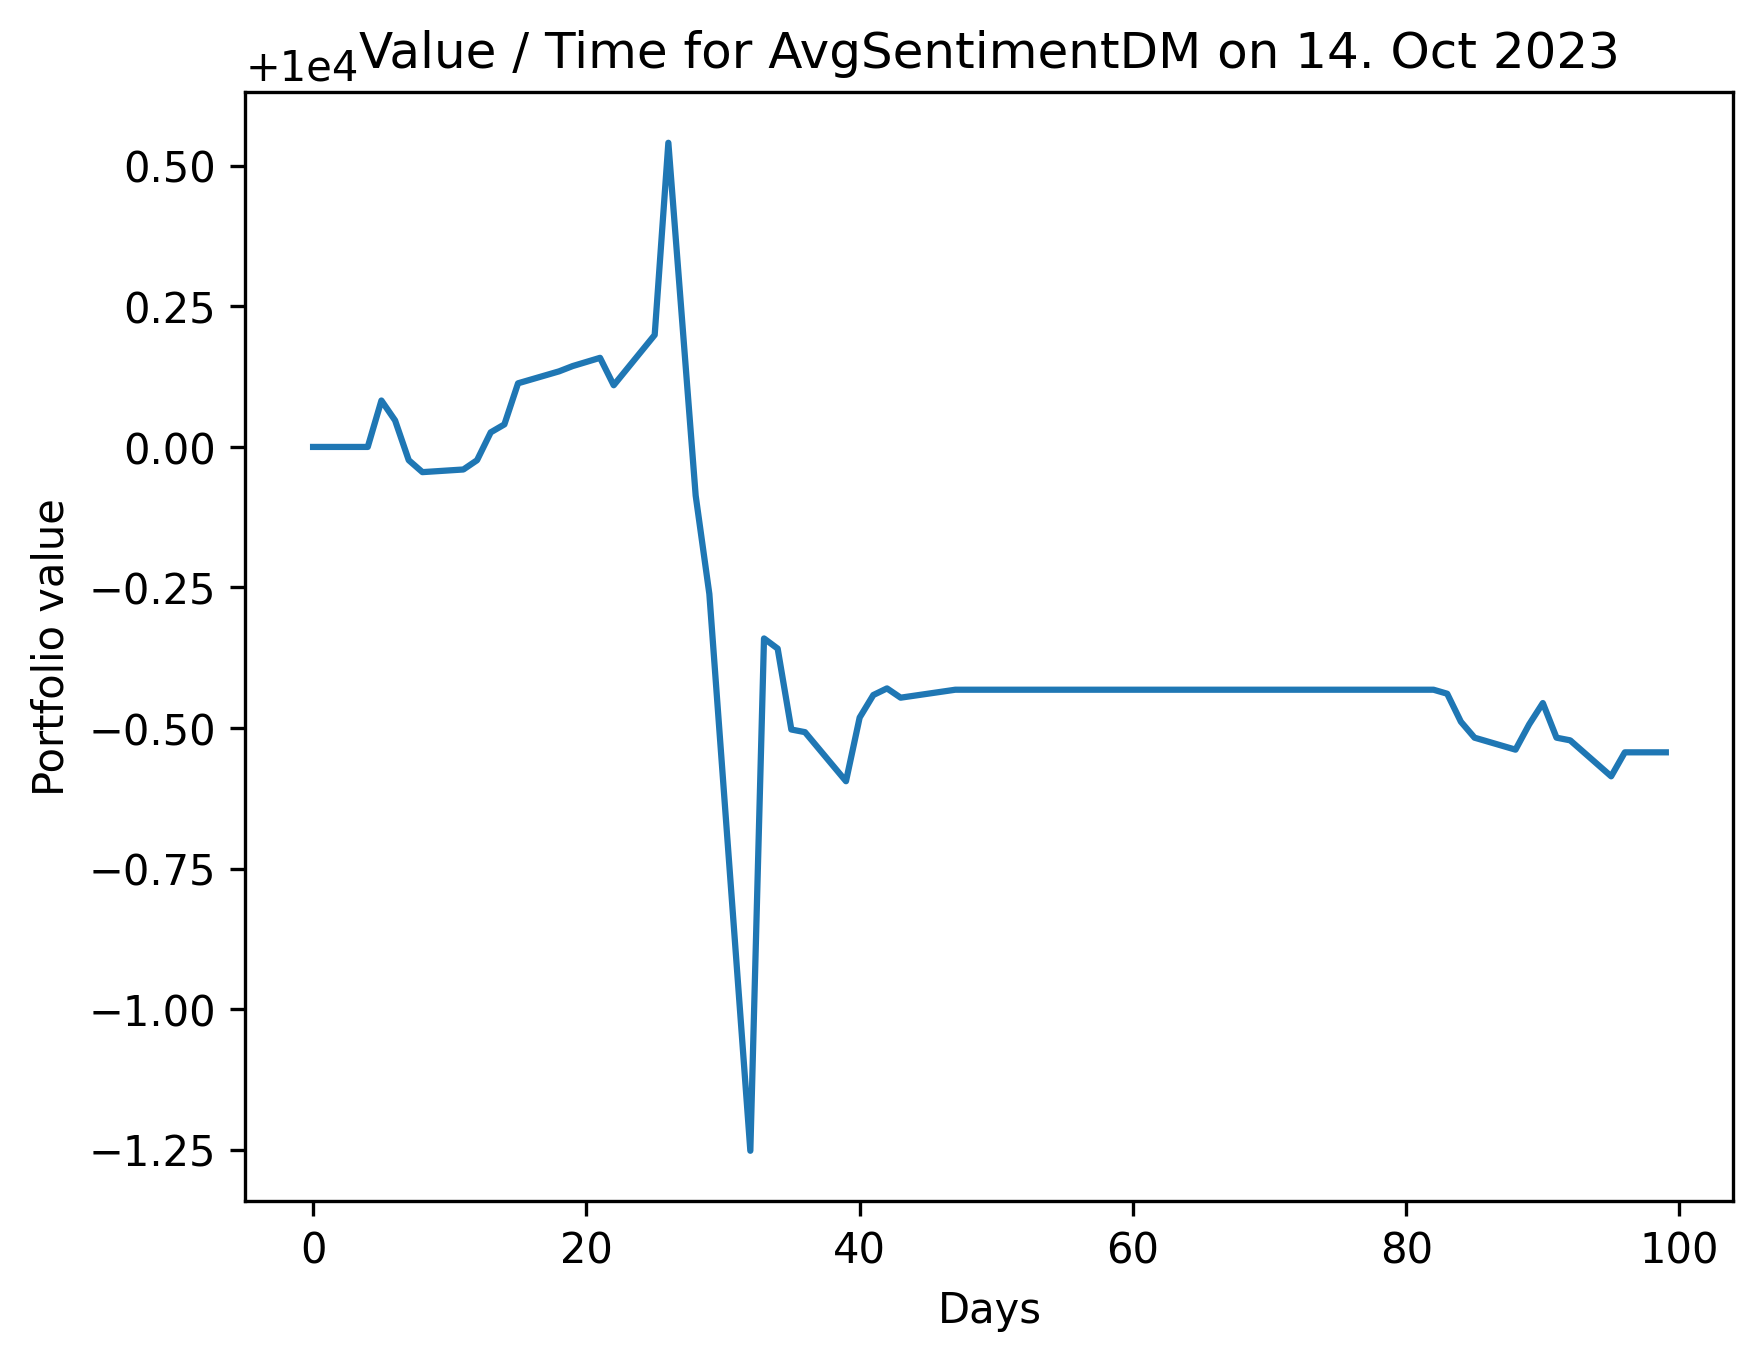 Value / Time for AvgSentimentDM on 14. Oct 2023
+1e4
0.50
0.25
0.00
−0.25
−0.50
−0.75
−1.00
−1.25
Portfolio value
0 20 40 60 80 100
Days